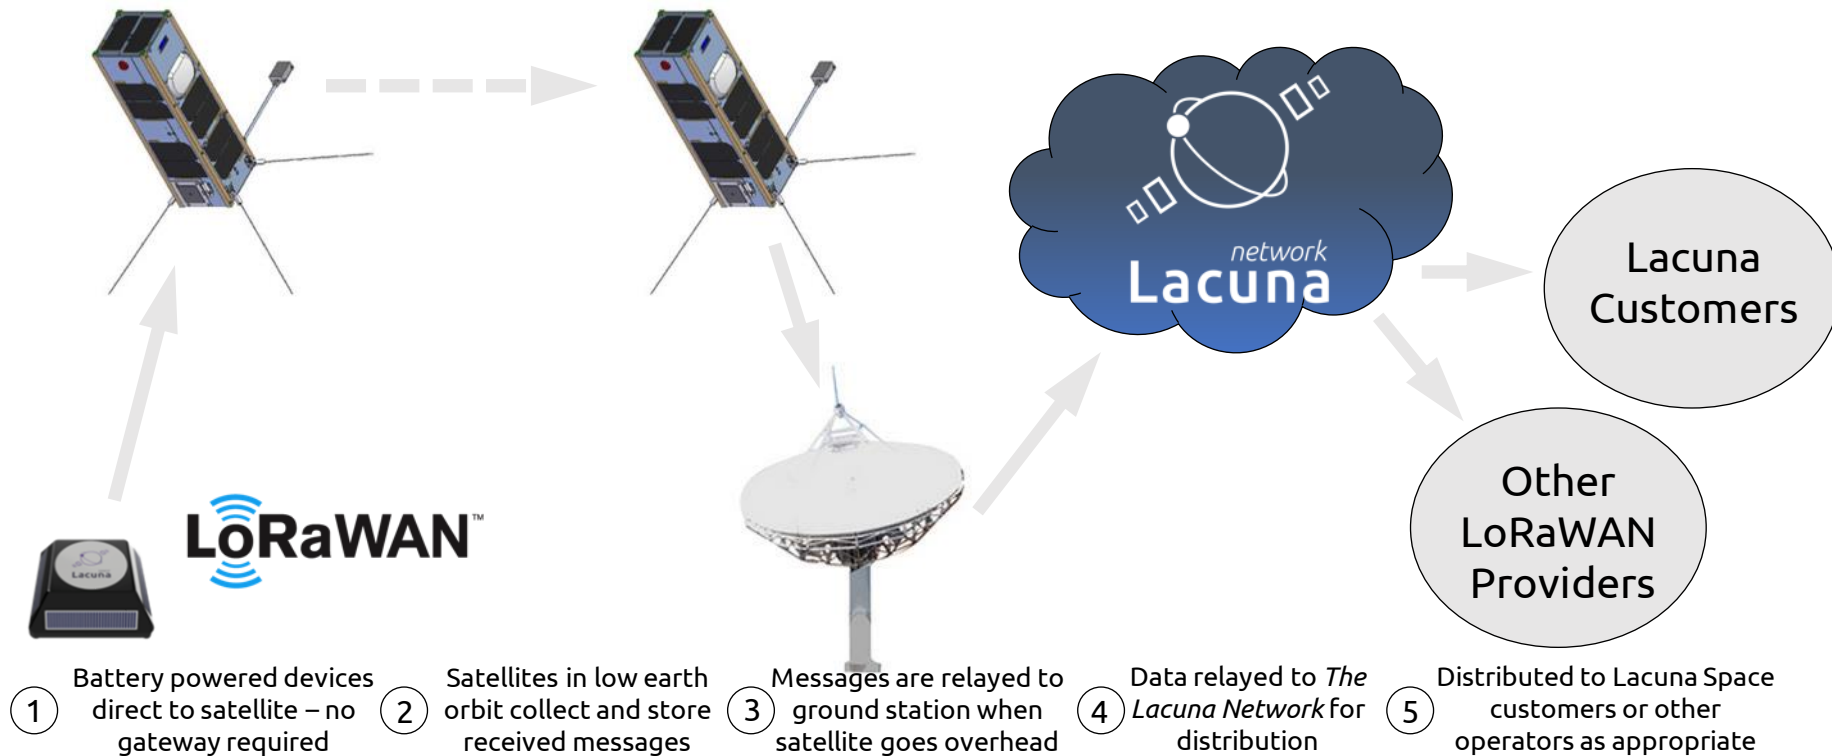 network
Lacuna
Lacuna
Customers
Other
LoRaWAN
Providers
LoRaWAN™
Lacuna
1
Battery powered devices
direct to satellite – no
gateway required
2
Satellites in low earth
orbit collect and store
received messages
3
Messages are relayed to
ground station when
satellite goes overhead
4
Data relayed to The
Lacuna Network for
distribution
5
Distributed to Lacuna Space
customers or other
operators as appropriate